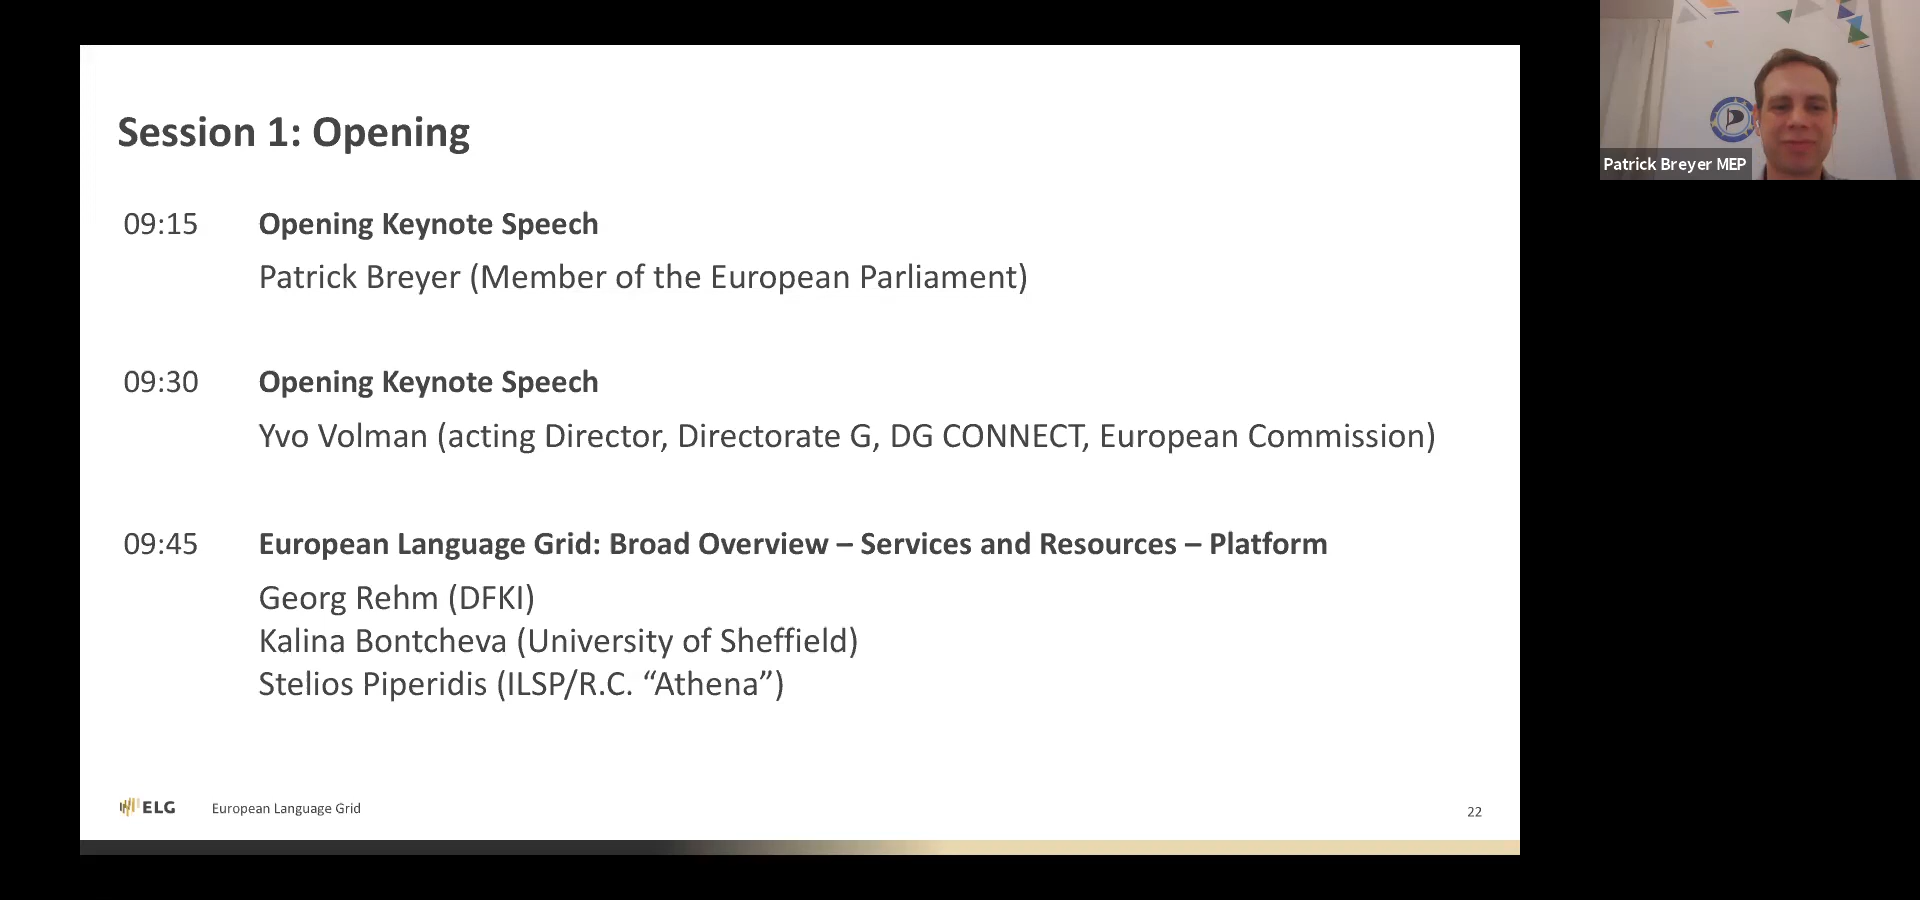 Session 1: Opening
09:15 Opening Keynote Speech
Patrick Breyer (Member of the European Parliament)
09:30 Opening Keynote Speech
Yvo Volman (acting Director, Directorate G, DG CONNECT, European Commission)
09:45 European Language Grid: Broad Overview – Services and Resources – Platform
Georg Rehm (DFKI)
Kalina Bontcheva (University of Sheffield)
Stelios Piperidis (ILSP/R.C. “Athena”)
ELG European Language Grid
22
Patrick Breyer MEP